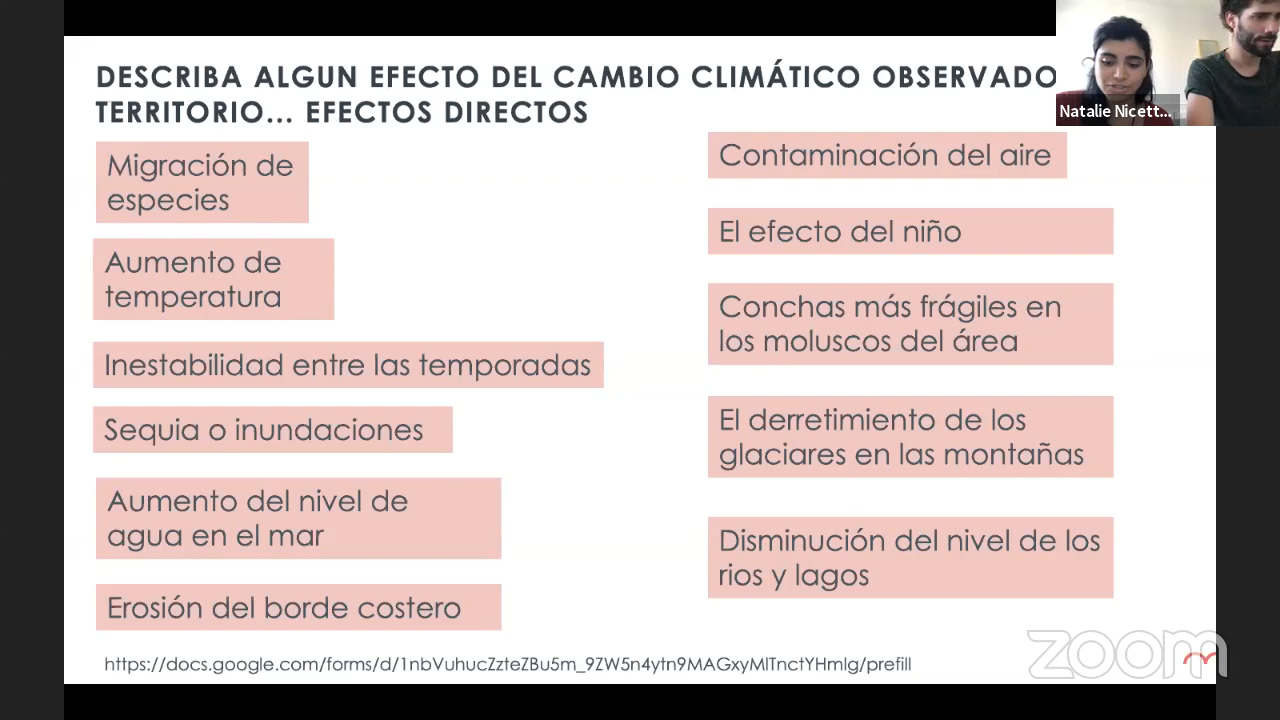 DESCRIBA ALGUN EFECTO DEL CAMBIO CLIMÁTICO OBSERVADO
TERRITORIO... EFECTOS DIRECTOS
Natalie Nicett...
Migración de
especies
Aumento de
temperatura
Inestabilidad entre las temporadas
Sequia o inundaciones
Aumento del nivel de
agua en el mar
Erosión del borde costero
Contaminación del aire
El efecto del niño
Conchas más frágiles en
los moluscos del área
El derretimiento de los
glaciares en las montañas
Disminución del nivel de los
rios y lagos
https://docs.google.com/forms/d/1nbVuhucZzteZBu5m_9ZW5n4ytn9MAGxyMlTnctYHmlg/prefill
zoom